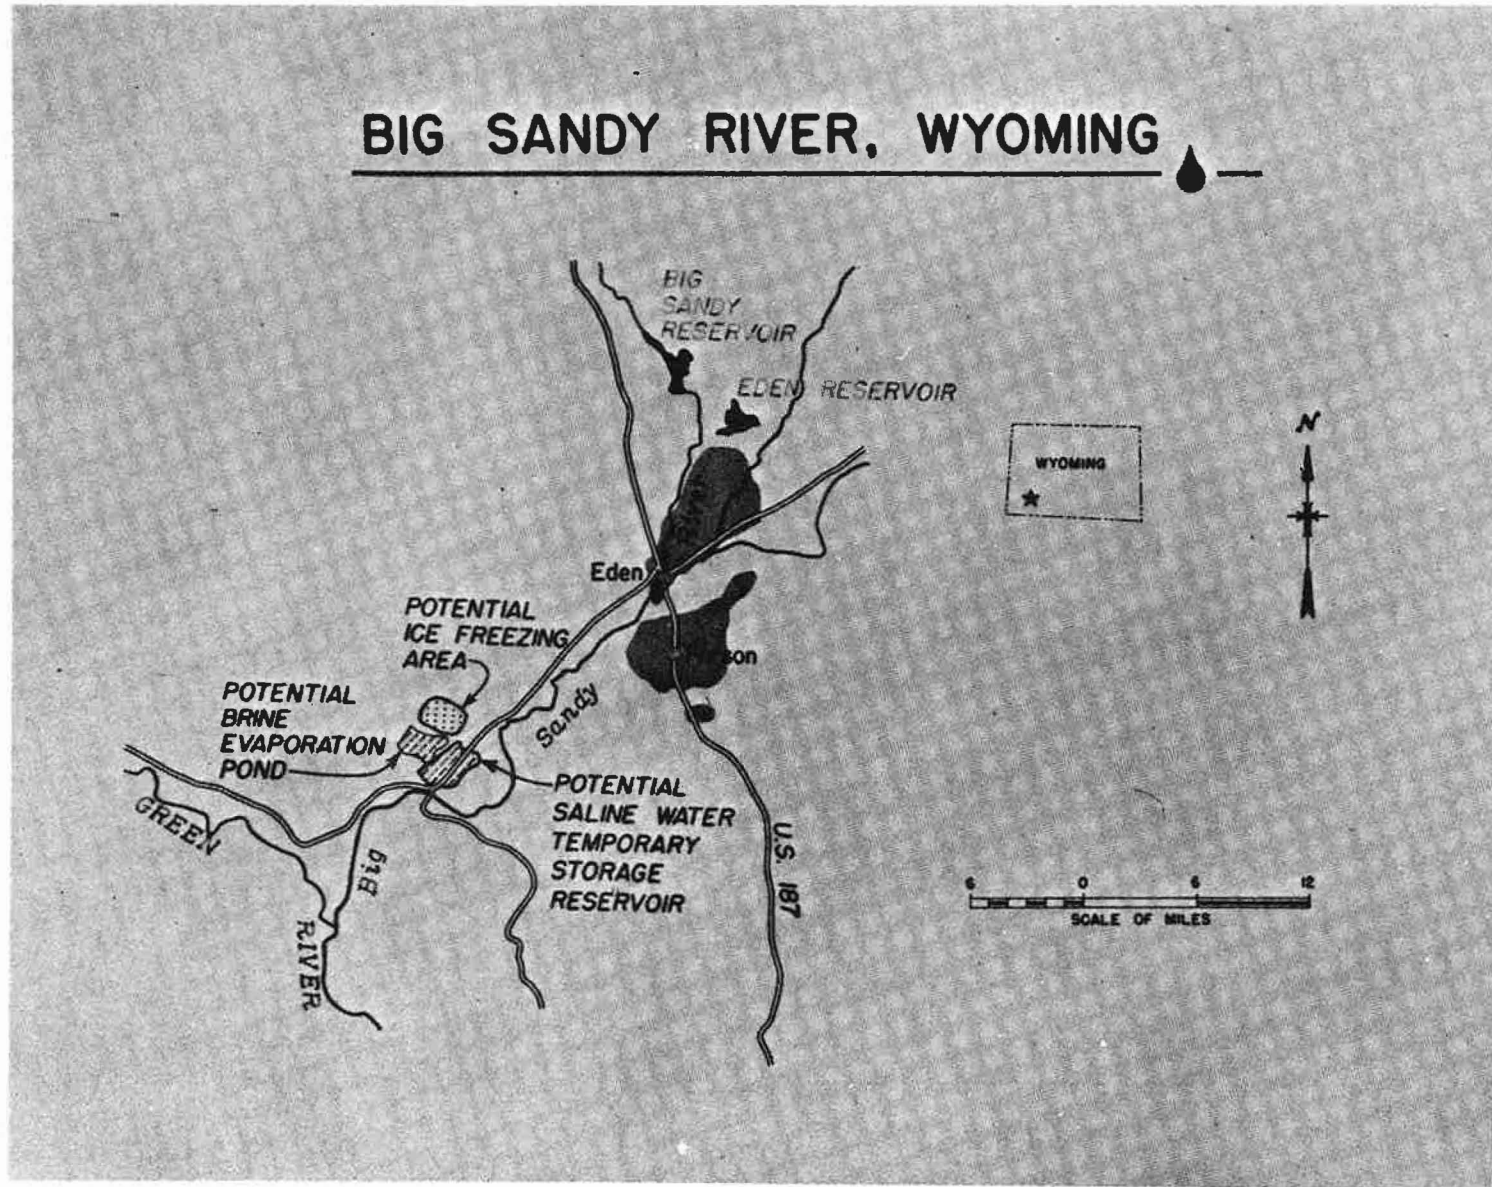 BIG SANDY RIVER, WYOMING
BIG
SANDY
RESERVOIR
EDEN RESERVOIR
WYOMING
N
River
Eden
POTENTIAL
ICE FREEZING
AREA
son
POTENTIAL
BRINE
EVAPORATION
POND
Sandy
POTENTIAL
SALINE WATER
TEMPORARY
STORAGE
RESERVOIR
GREEN
RIVER
Big
U.S. 187
6 0 6 12
SCALE OF MILES